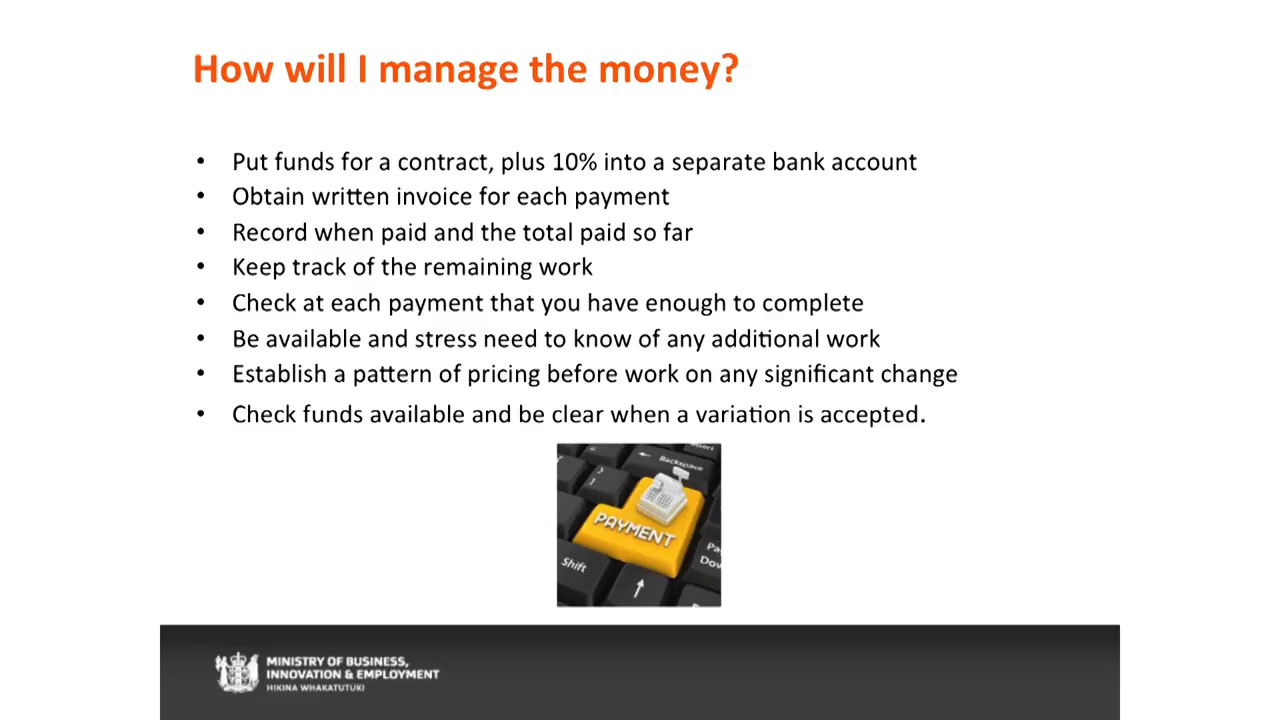 How will I manage the money?
• Put funds for a contract, plus 10% into a separate bank account
• Obtain written invoice for each payment
• Record when paid and the total paid so far
• Keep track of the remaining work
• Check at each payment that you have enough to complete
• Be available and stress need to know of any additional work
• Establish a pattern of pricing before work on any significant change
• Check funds available and be clear when a variation is accepted.
Backspace
PAYMENT
Shift
MINISTRY OF BUSINESS,
INNOVATION & EMPLOYMENT
HIKINA WHAKATUTUKI